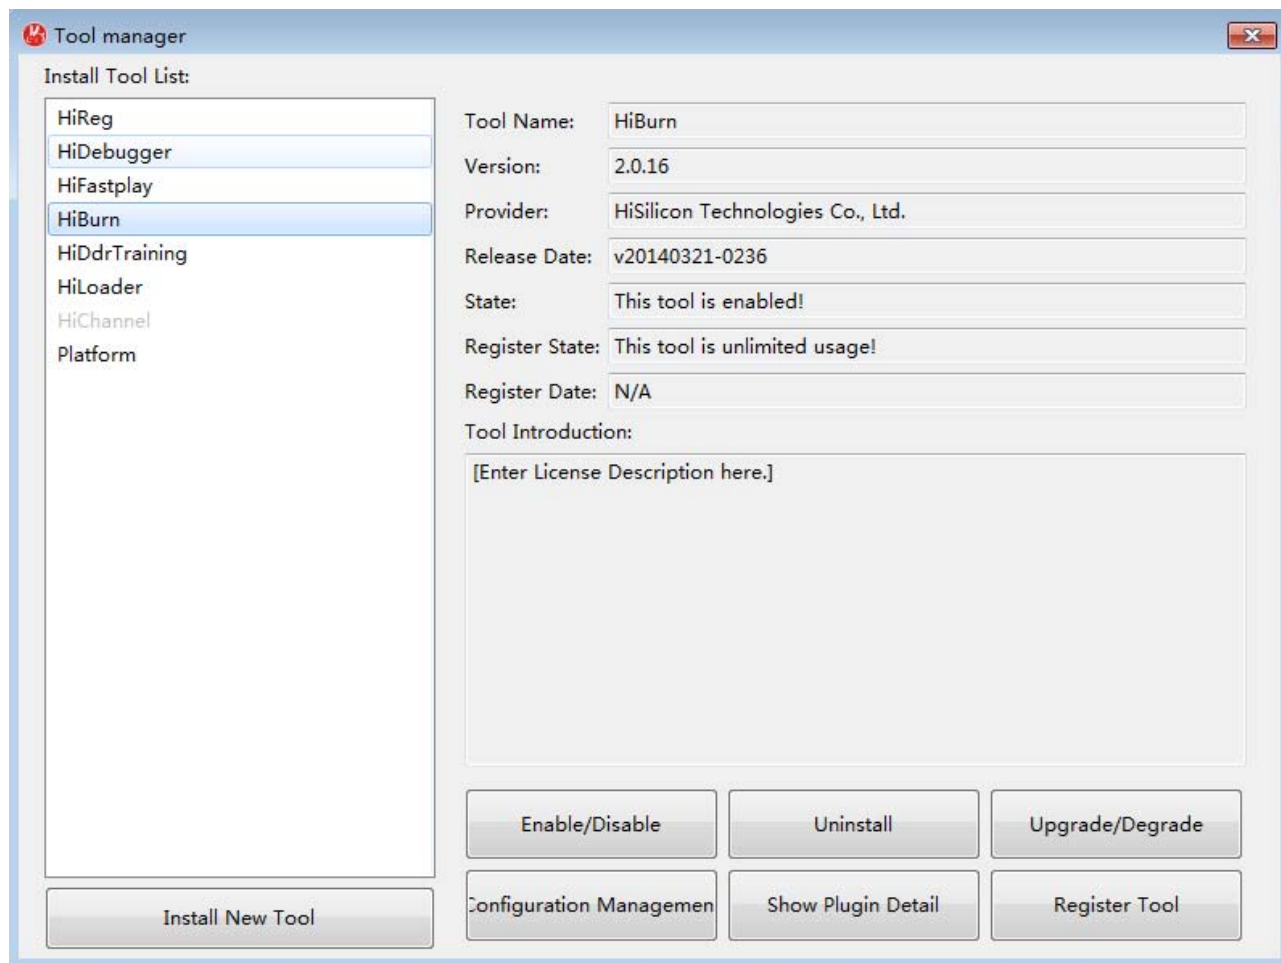 Tool manager
Install Tool List:
HiReg
HiDebugger
HiFastplay
HiBurn
HiDdrTraining
HiLoader
HiChannel
Platform
Install New Tool
Tool Name: HiBurn
Version: 2.0.16
Provider: HiSilicon Technologies Co., Ltd.
Release Date: v20140321-0236
State: This tool is enabled!
Register State: This tool is unlimited usage!
Register Date: N/A
Tool Introduction:
[Enter License Description here.]
Enable/Disable Uninstall Upgrade/Degrade
Configuration Managemen Show Plugin Detail Register Tool